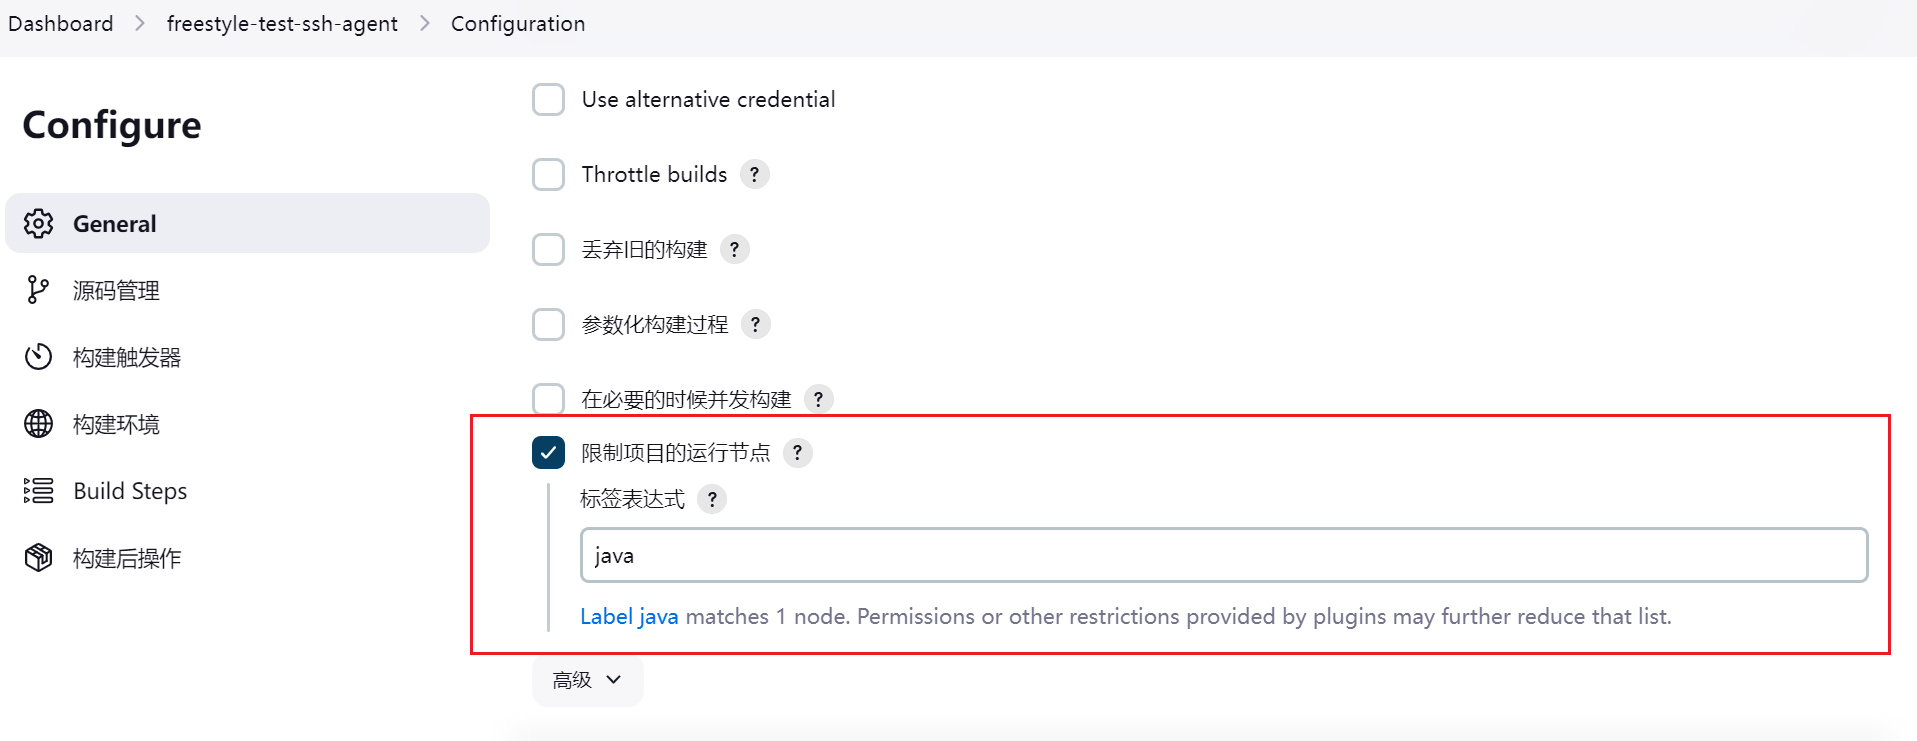 Dashboard > freestyle-test-ssh-agent > Configuration
Configure
General
源码管理
构建触发器
构建环境
Build Steps
构建后操作
Use alternative credential
Throttle builds ?
丢弃旧的构建 ?
参数化构建过程 ?
在必要的时候并发构建 ?
限制项目的运行节点 ?
标签表达式 ?
java
Label java matches 1 node. Permissions or other restrictions provided by plugins may further reduce that list.
高级